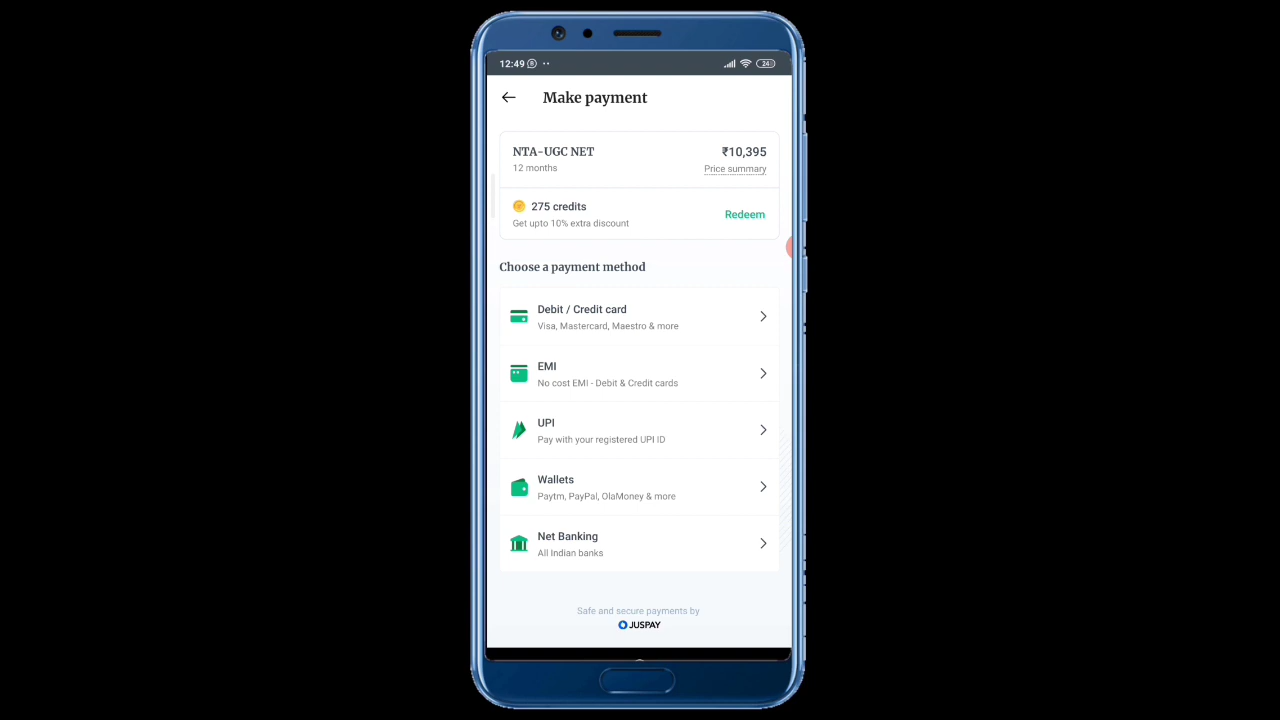 12:49
24
Make payment
NTA-UGC NET
₹10,395
12 months
Price summary
275 credits
Get upto 10% extra discount
Redeem
Choose a payment method
Debit / Credit card
Visa, Mastercard, Maestro & more
EMI
No cost EMI - Debit & Credit cards
UPI
Pay with your registered UPI ID
Wallets
Paytm, PayPal, OlaMoney & more
Net Banking
All Indian banks
Safe and secure payments by
JUSPAY